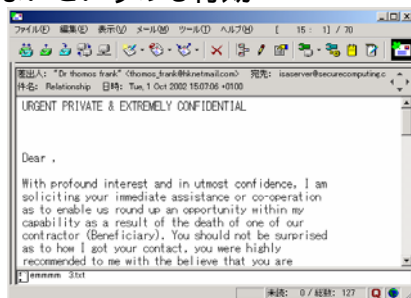 ファイル(F) 編集(E) 表示(V) メール(M) ツール(T) ヘルプ(H) [ 15: 1] / 70
差出人: "Dr thomos frank" <thomos_frank@hknetmail.com> 宛先: isaserver@securecomputing.c
件名: Relationship 日時: Tue, 1 Oct 2002 15:07:06 +0100
URGENT PRIVATE & EXTREMELY CONFIDENTIAL
Dear ,
With profound interest and in utmost confidence, I am
soliciting your immediate assistance or co-operation
as to enable us round up an opportunity within my
capability as a result of the death of one of our
contractor (Beneficiary). You should not be surprised
as to how I got your contact, you were highly
recommended to me with the believe that you are
emmmm 3.txt
未読: 0 / 総数: 127